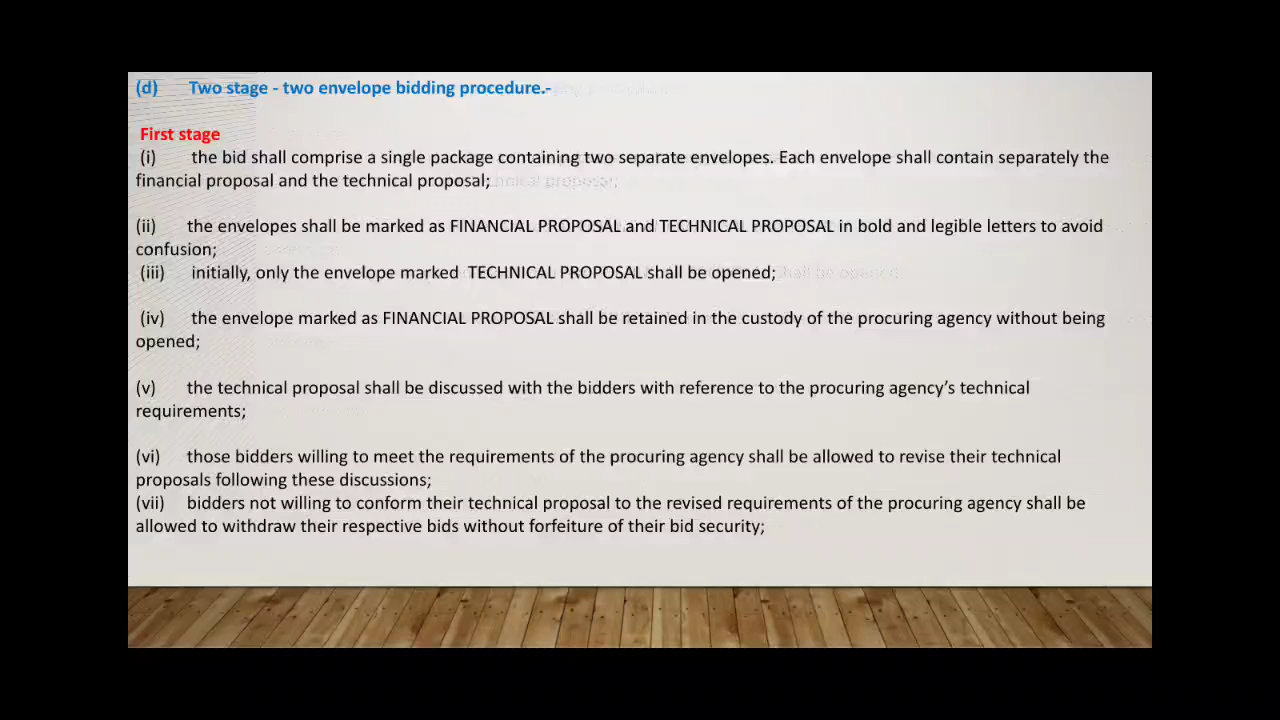 (d) Two stage - two envelope bidding procedure.-
First stage
(i) the bid shall comprise a single package containing two separate envelopes. Each envelope shall contain separately the
financial proposal and the technical proposal;
(ii) the envelopes shall be marked as FINANCIAL PROPOSAL and TECHNICAL PROPOSAL in bold and legible letters to avoid
confusion;
(iii) initially, only the envelope marked TECHNICAL PROPOSAL shall be opened;
(iv) the envelope marked as FINANCIAL PROPOSAL shall be retained in the custody of the procuring agency without being
opened;
(v) the technical proposal shall be discussed with the bidders with reference to the procuring agency’s technical
requirements;
(vi) those bidders willing to meet the requirements of the procuring agency shall be allowed to revise their technical
proposals following these discussions;
(vii) bidders not willing to conform their technical proposal to the revised requirements of the procuring agency shall be
allowed to withdraw their respective bids without forfeiture of their bid security;